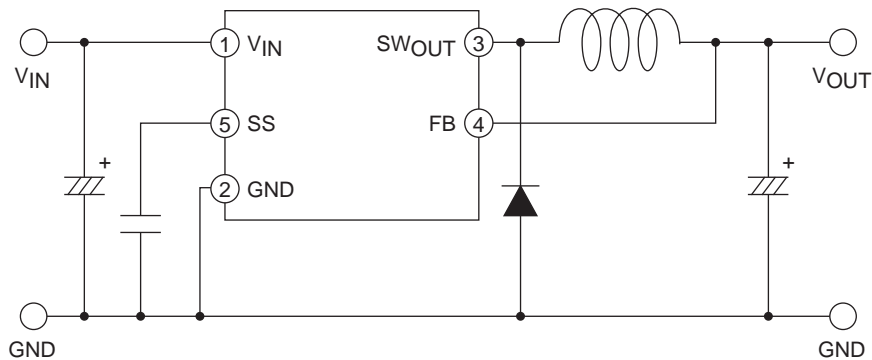 1 VIN
SWOUT 3
VIN
VOUT
5 SS
FB 4
+
+
2 GND
GND
GND